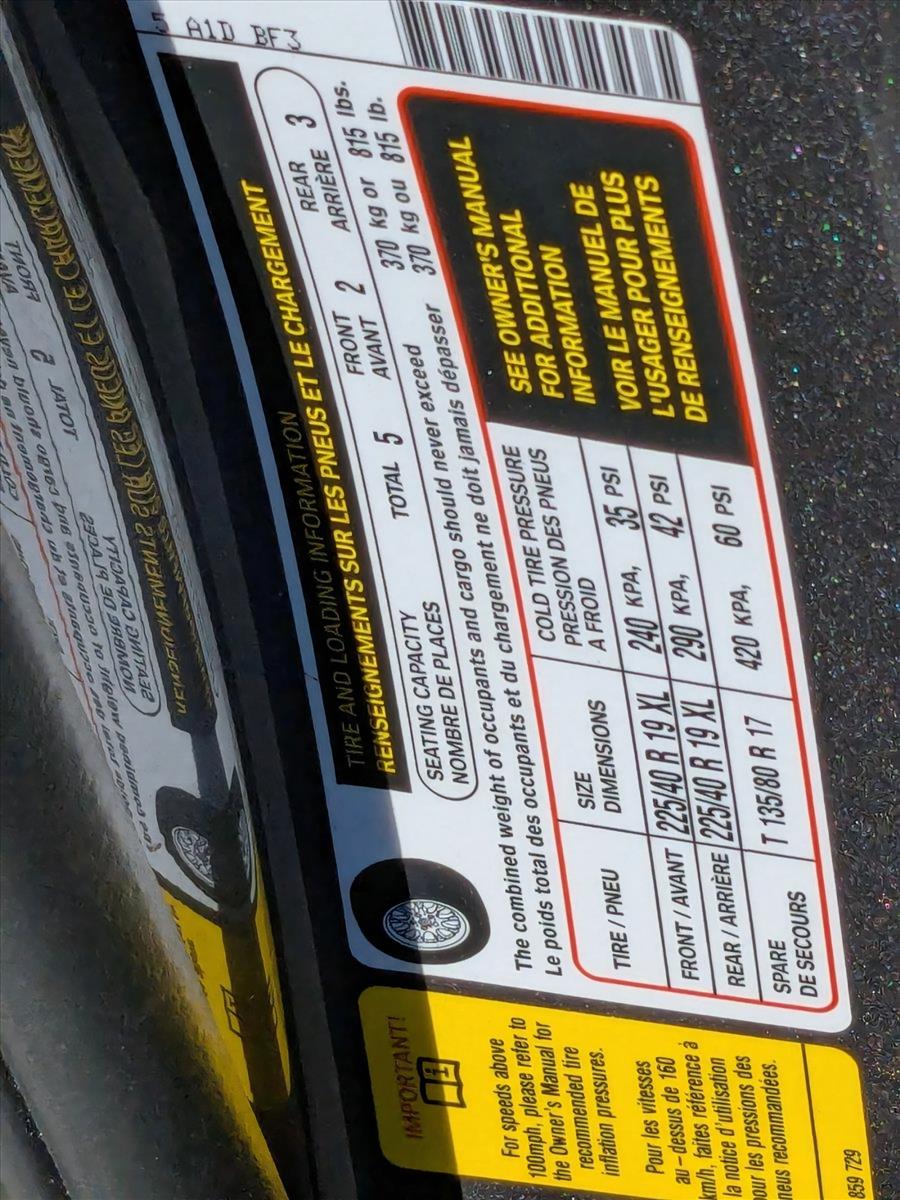 A1D BF3
TIRE AND LOADING INFORMATION
RENSEIGNEMENTS SUR LES PNEUS ET LE CHARGEMENT
SEATING CAPACITY TOTAL 5 FRONT 2 REAR 3
NOMBRE DE PLACES AVANT ARRIÈRE
The combined weight of occupants and cargo should never exceed 370 kg or 815 lbs.
Le poids total des occupants et du chargement ne doit jamais dépasser 370 kg ou 815 lb.
TIRE / PNEU SIZE COLD TIRE PRESSURE
DIMENSIONS PRESSION DES PNEUS
A FROID
FRONT / AVANT 225/40 R 19 XL 240 KPA, 35 PSI
REAR / ARRIÈRE 225/40 R 19 XL 290 KPA, 42 PSI
SPARE T 135/80 R 17 420 KPA, 60 PSI
DE SECOURS
SEE OWNER'S MANUAL
FOR ADDITIONAL
INFORMATION
VOIR LE MANUEL DE
L'USAGER POUR PLUS
DE RENSEIGNEMENTS
IMPORTANT!
For speeds above
100mph, please refer to
the Owner's Manual for
recommended tire
inflation pressures.
Pour les vitesses
au - dessus de 160
km/h, faites référence à
la notice d'utilisation
pour les pressions des
pneus recommandées.
859 729